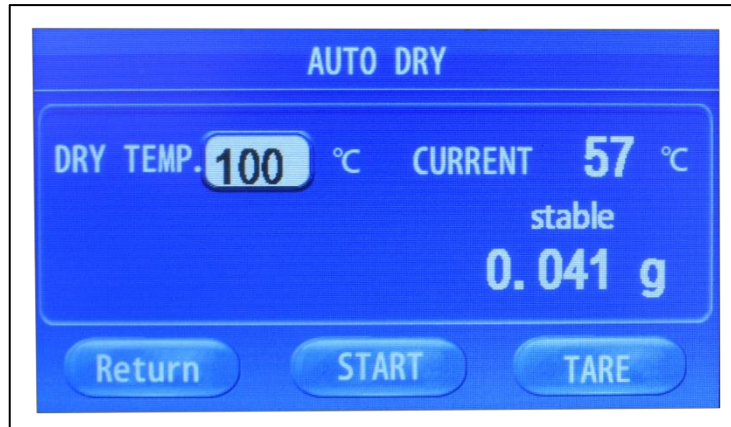 AUTO DRY
DRY TEMP. 100 ℃ CURRENT 57 ℃
stable
0.041 g
Return START TARE